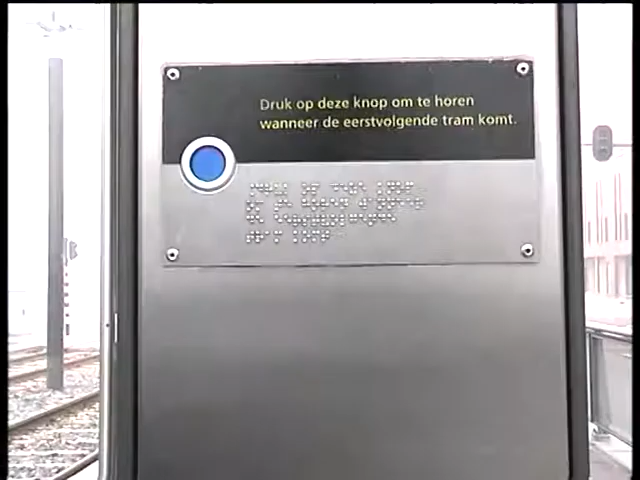 Druk op deze knop om te horen
wanneer de eerstvolgende tram komt.